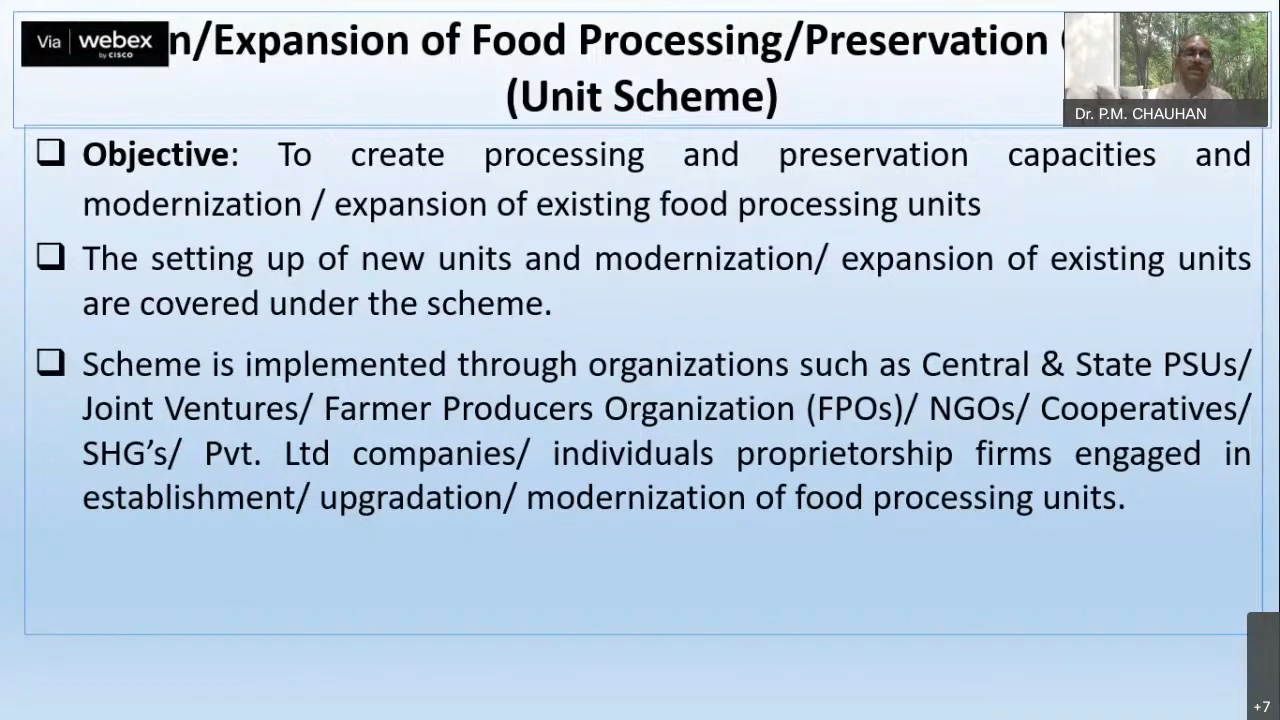 Via webex
by CISCO
n/Expansion of Food Processing/Preservation
(Unit Scheme)
Dr. P.M. CHAUHAN
❑ Objective: To create processing and preservation capacities and
modernization / expansion of existing food processing units
❑ The setting up of new units and modernization/ expansion of existing units
are covered under the scheme.
❑ Scheme is implemented through organizations such as Central & State PSUs/
Joint Ventures/ Farmer Producers Organization (FPOs)/ NGOs/ Cooperatives/
SHG’s/ Pvt. Ltd companies/ individuals proprietorship firms engaged in
establishment/ upgradation/ modernization of food processing units.
+7